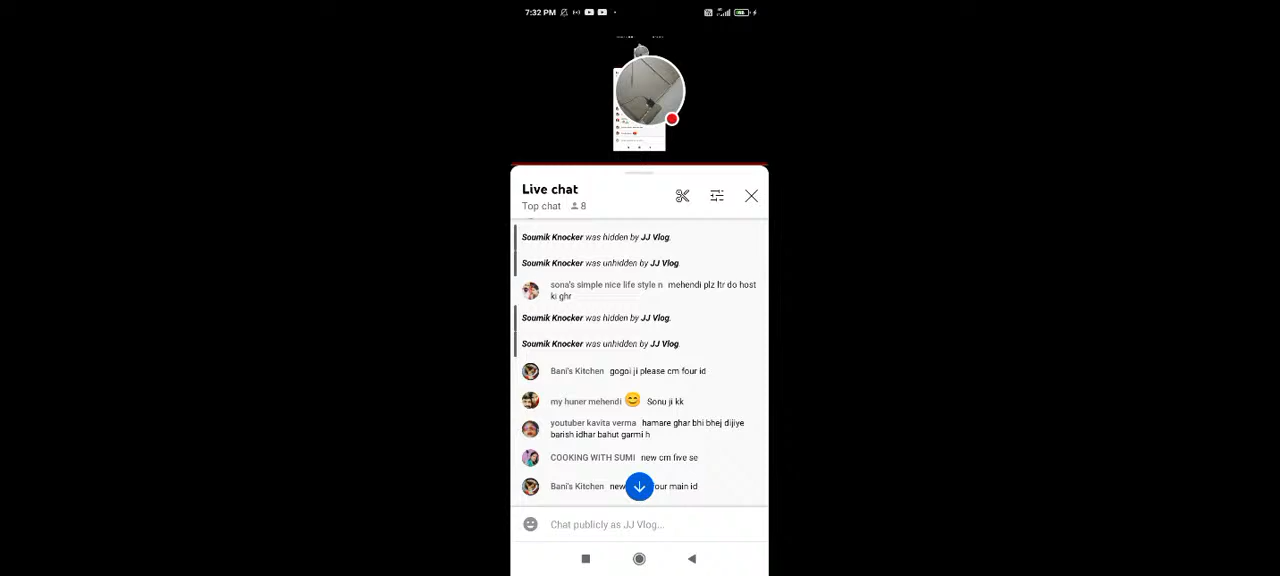 7:32 PM
Live chat
Top chat 8
Soumik Knocker was hidden by JJ Vlog.
Soumik Knocker was unhidden by JJ Vlog.
sona's simple nice life style n mehendi plz ltr do host
ki ghr
Soumik Knocker was hidden by JJ Vlog.
Soumik Knocker was unhidden by JJ Vlog.
Bani's Kitchen gogoi ji please cm four id
my huner mehendi 😊 Sonu ji kk
youtuber kavita verma hamare ghar bhi bhej dijiye
barish idhar bahut garmi h
COOKING WITH SUMI new cm five se
Bani's Kitchen new our main id
Chat publicly as JJ Vlog...